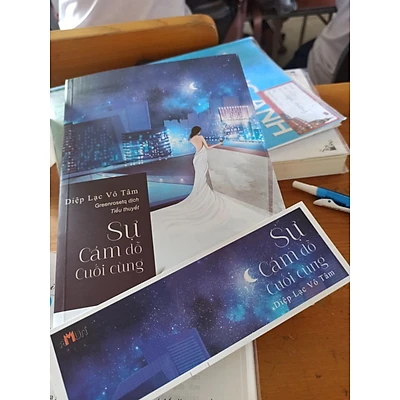 Diệp Lạc Vô Tâm
Greenrosetq dịch
Tiểu thuyết
Sự
Cám dỗ
Cuối cùng
Sự
Cám dỗ
Cuối cùng
Diệp Lạc Vô Tâm